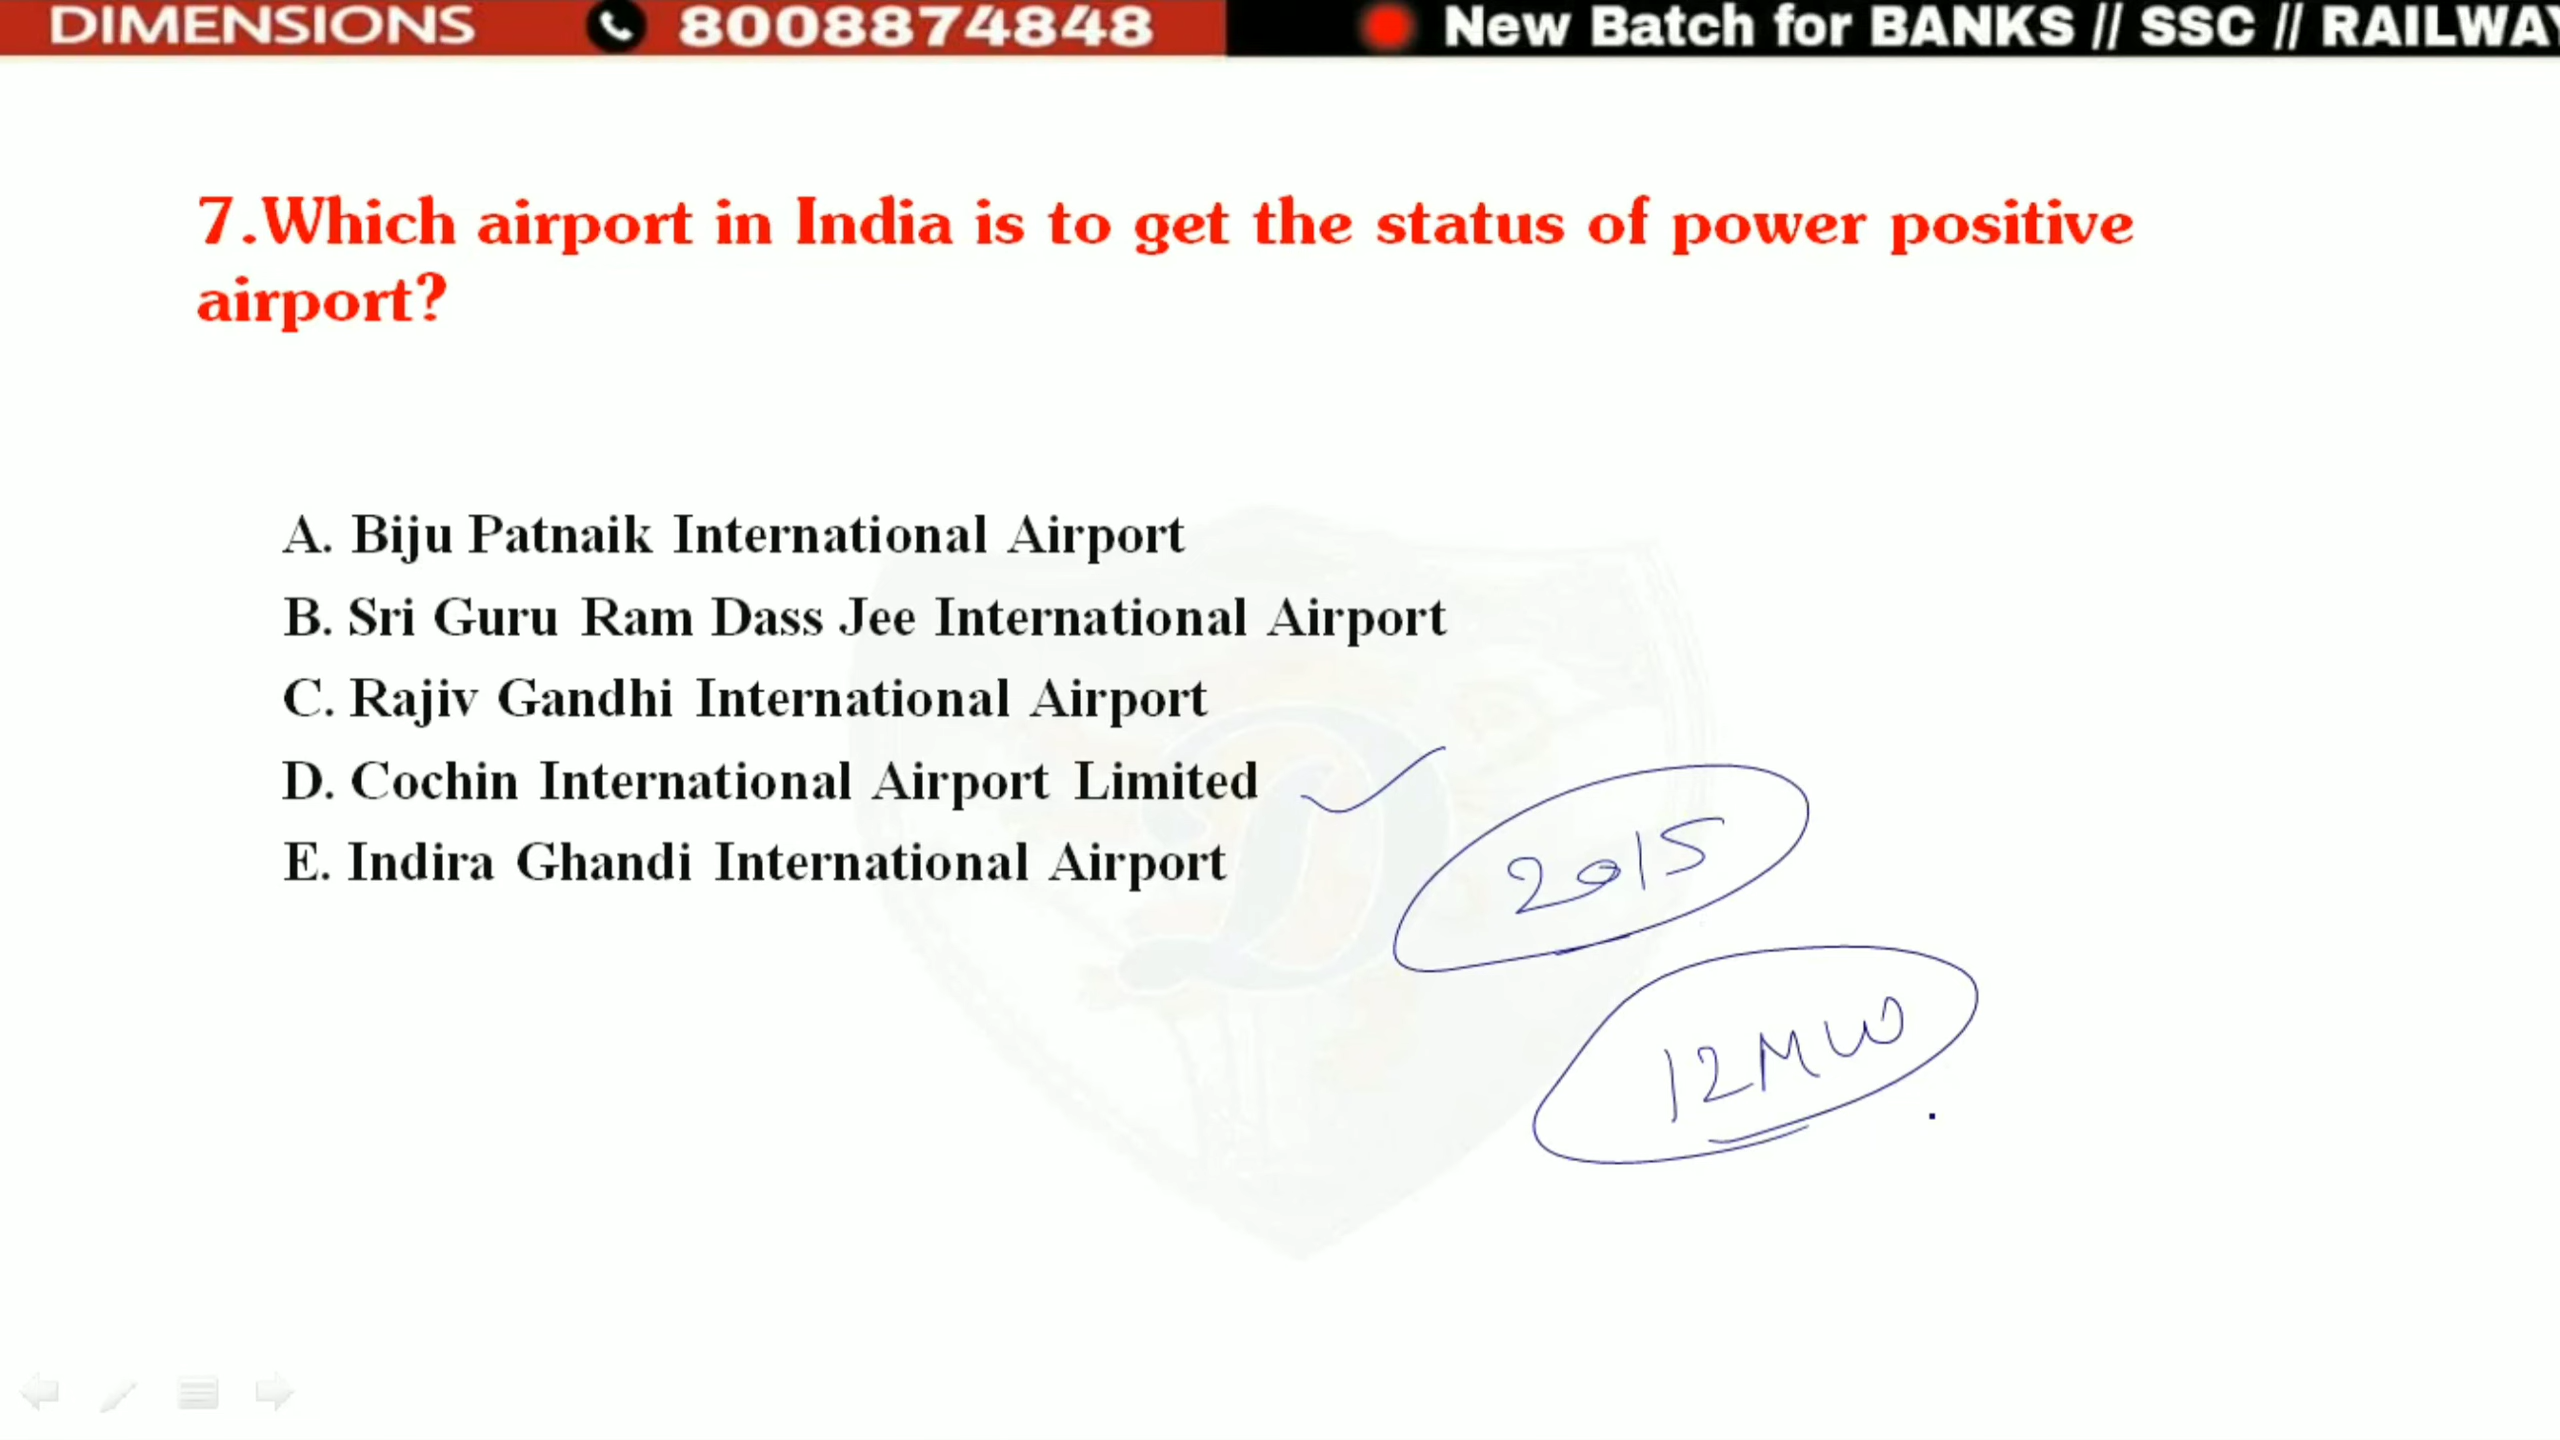 DIMENSIONS 8008874848 New Batch for BANKS // SSC // RAILWAY
7.Which airport in India is to get the status of power positive
airport?
A. Biju Patnaik International Airport
B. Sri Guru Ram Dass Jee International Airport
C. Rajiv Gandhi International Airport
D. Cochin International Airport Limited
E. Indira Ghandi International Airport
2015
12MW